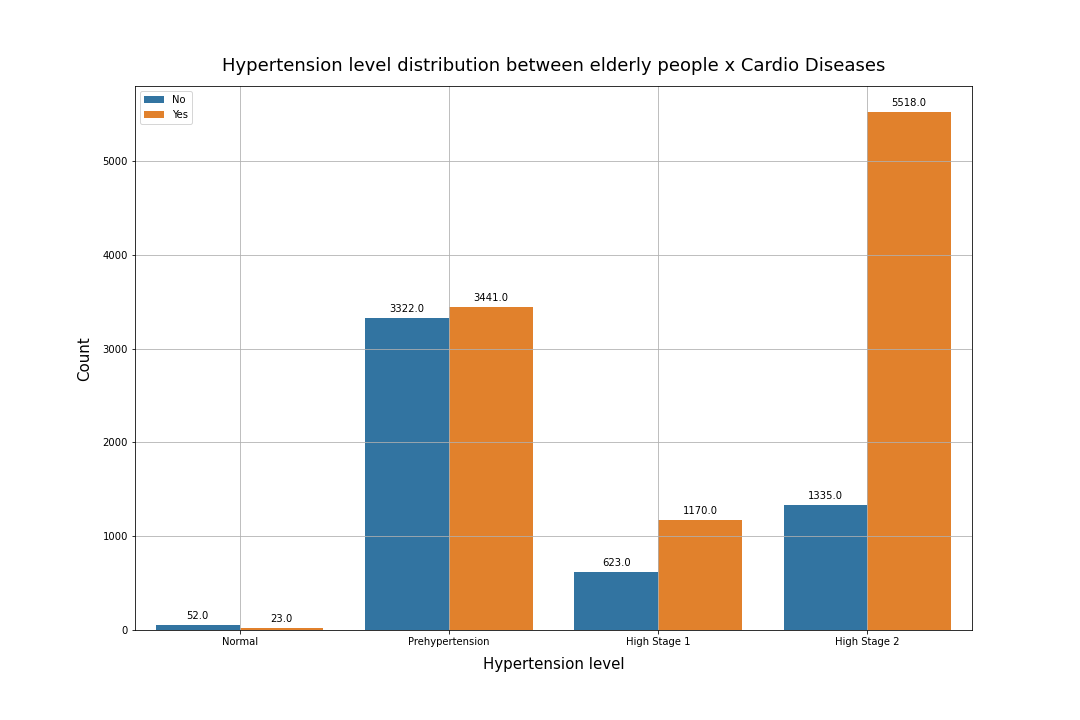 Hypertension level distribution between elderly people x Cardio Diseases
No
Yes
5518.0
5000
4000
3322.0
3441.0
3000
Count
2000
1335.0
1170.0
1000
623.0
52.0
23.0
0
Normal
Prehypertension
High Stage 1
High Stage 2
Hypertension level